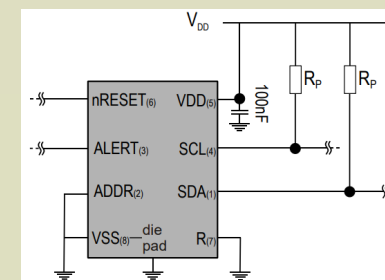 VDD
RP
RP
100nF
nRESET(6)
VDD(5)
ALERT(3)
SCL(4)
ADDR(2)
SDA(1)
VSS(8)
die
pad
R(7)